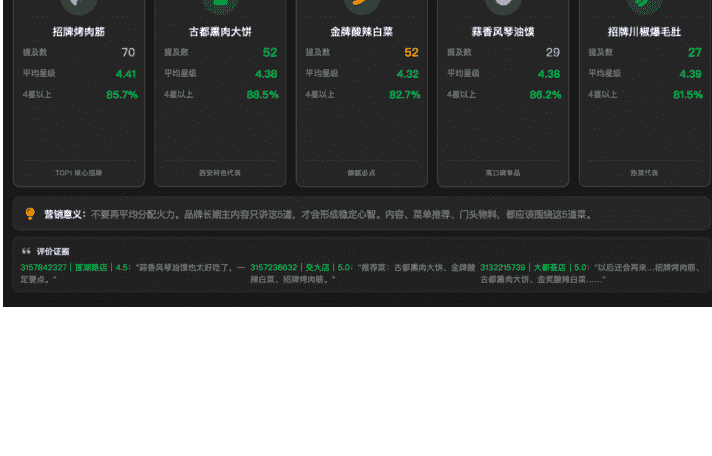 招牌烤肉筋
提及数 70
平均星级 4.41
4星以上 85.7%
TOP1 核心招牌
古都熏肉大饼
提及数 52
平均星级 4.38
4星以上 88.5%
西安特色代表
金牌酸辣白菜
提及数 52
平均星级 4.32
4星以上 82.7%
解腻必点
蒜香风琴油馍
提及数 29
平均星级 4.38
4星以上 86.2%
高口碑单品
招牌川椒爆毛肚
提及数 27
平均星级 4.39
4星以上 81.5%
热菜代表
营销意义：不要再平均分配火力。品牌长期主内容只讲这5道，才会形成稳定心智。内容、菜单推荐、门头物料，都应该围绕这5道菜。
评价证据
3157842327｜莲湖路店｜4.5："蒜香风琴油馍也太好吃了，一
定要点。"
3157236632｜交大店｜5.0："推荐菜：古都熏肉大饼、金牌酸
辣白菜、招牌烤肉筋。"
3132215739｜大都荟店｜5.0："以后还会再来...招牌烤肉筋、
古都熏肉大饼、金奖酸辣白菜……"